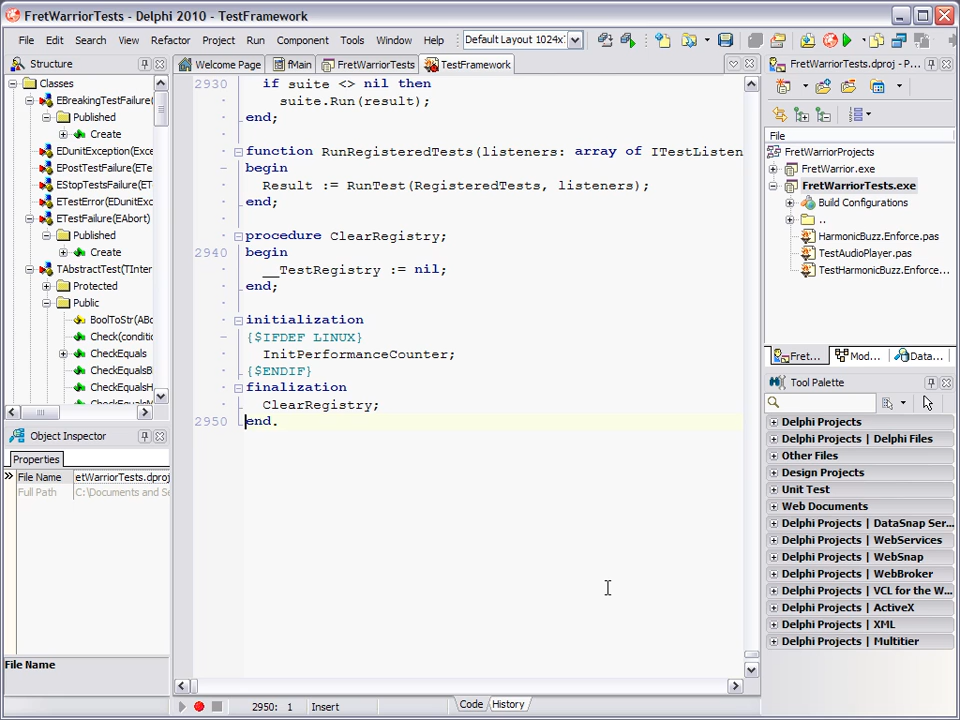 FretWarriorTests - Delphi 2010 - TestFramework
File Edit Search View Refactor Project Run Component Tools Window Help Default Layout 1024x
Structure
Classes
EBreakingTestFailure(
Published
Create
EDunitException(Exce
EPostTestFailure(ETe
EStopTestsFailure(ET
ETestError(EDunitExc
ETestFailure(EAbort)
Published
Create
TAbstractTest(TInter
Protected
Public
BoolToStr(ABo
Check(conditi
CheckEquals
CheckEqualsB
CheckEqualsH
Object Inspector
Properties
File Name etWarriorTests.dproj
Full Path C:\Documents and Se
File Name
Welcome Page fMain FretWarriorTests TestFramework
2930 if suite <> nil then
suite.Run(result);
end;
function RunRegisteredTests(listeners: array of ITestListen
begin
Result := RunTest(RegisteredTests, listeners);
end;
procedure ClearRegistry;
2940 begin
__TestRegistry := nil;
end;
initialization
{$IFDEF LINUX}
InitPerformanceCounter;
{$ENDIF}
finalization
ClearRegistry;
2950 end.
2950: 1 Insert Code History
FretWarriorTests.dproj - P...
File
FretWarriorProjects
FretWarrior.exe
FretWarriorTests.exe
Build Configurations
..
HarmonicBuzz.Enforce.pas
TestAudioPlayer.pas
TestHarmonicBuzz.Enforce...
Fret... Mod... Data...
Tool Palette
Delphi Projects
Delphi Projects | Delphi Files
Other Files
Design Projects
Unit Test
Web Documents
Delphi Projects | DataSnap Ser...
Delphi Projects | WebServices
Delphi Projects | WebSnap
Delphi Projects | WebBroker
Delphi Projects | VCL for the W...
Delphi Projects | ActiveX
Delphi Projects | XML
Delphi Projects | Multitier